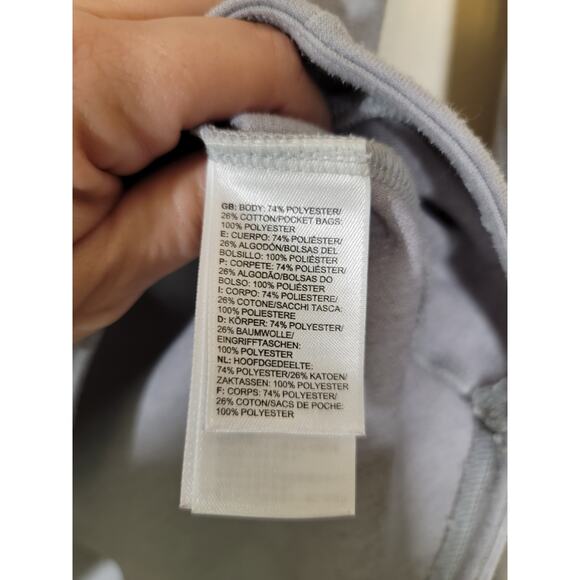 GB: BODY: 74% POLYESTER/
26% COTTON/POCKET BAGS:
100% POLYESTER
E: CUERPO: 74% POLIÉSTER/
26% ALGODÓN/BOLSAS DEL
BOLSILLO: 100% POLIÉSTER
P: CORPETE: 74% POLIÉSTER/
26% ALGODÃO/BOLSAS DO
BOLSO: 100% POLIÉSTER
I: CORPO: 74% POLIESTERE/
26% COTONE/SACCHI TASCA:
100% POLIESTERE
D: KÖRPER: 74% POLYESTER/
26% BAUMWOLLE/
EINGRIFFTASCHEN:
100% POLYESTER
NL: HOOFDGEDEELTE:
74% POLYESTER/26% KATOEN/
ZAKTASSEN: 100% POLYESTER
F: CORPS: 74% POLYESTER/
26% COTON/SACS DE POCHE:
100% POLYESTER